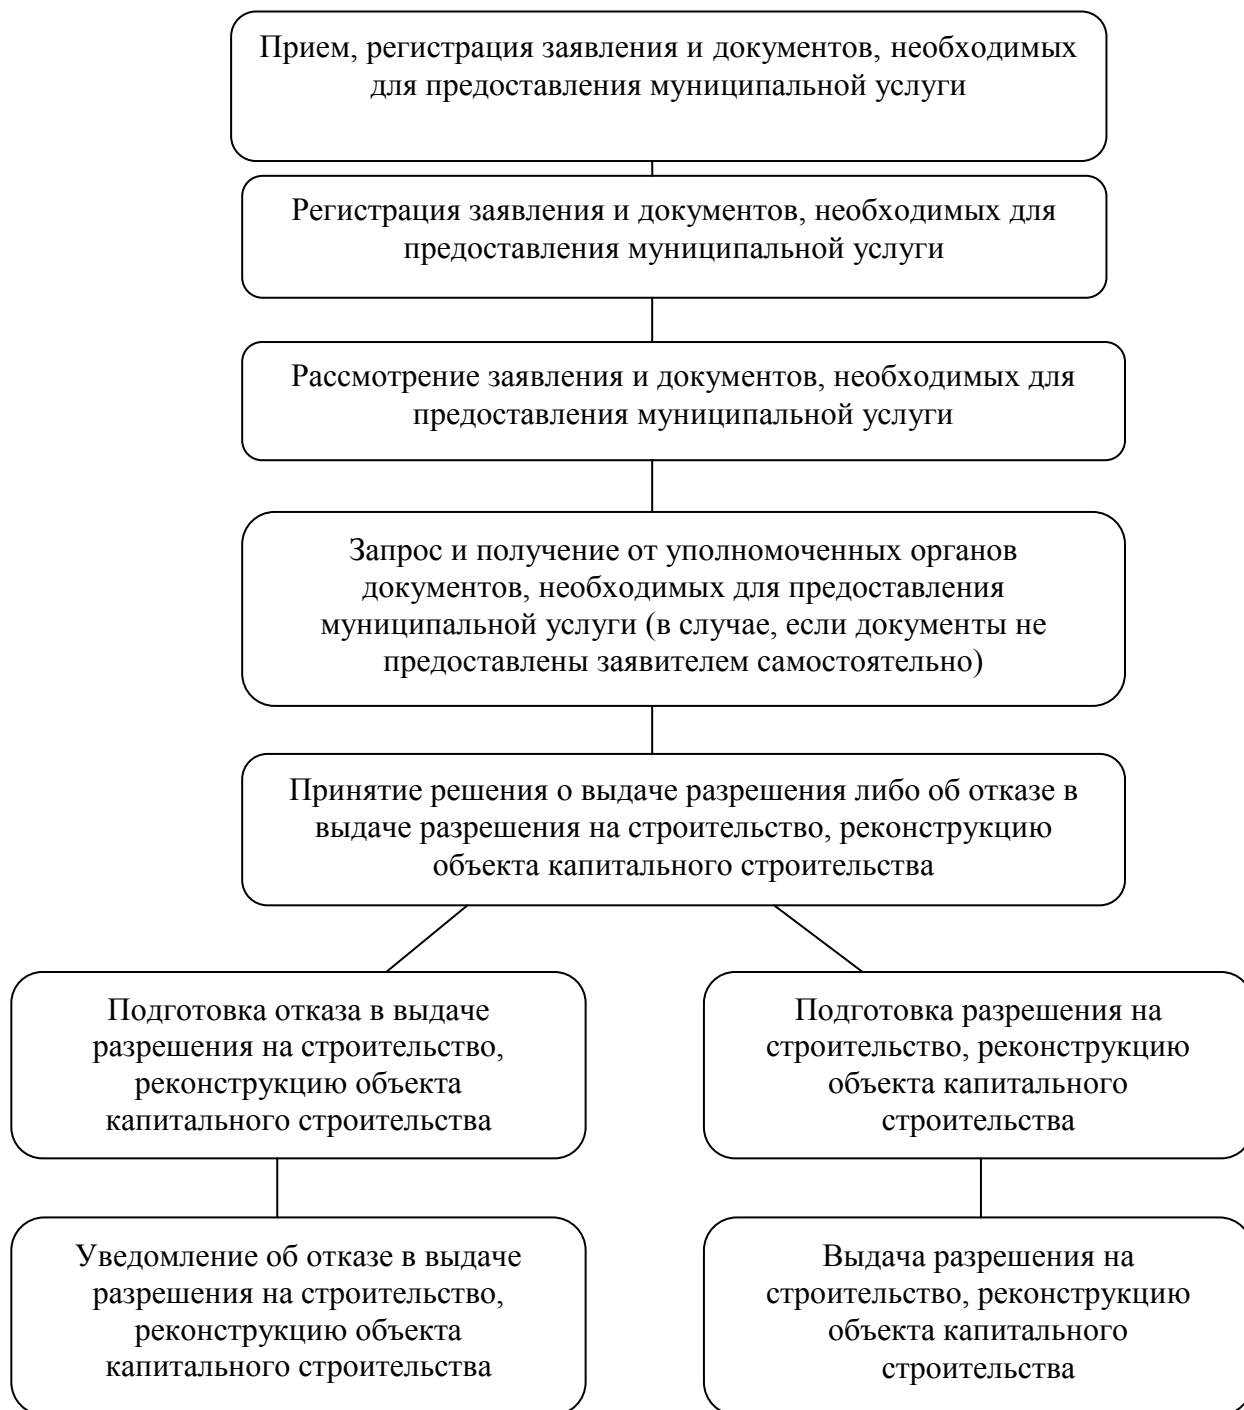 Прием, регистрация заявления и документов, необходимых
для предоставления муниципальной услуги
Регистрация заявления и документов, необходимых для
предоставления муниципальной услуги
Рассмотрение заявления и документов, необходимых для
предоставления муниципальной услуги
Запрос и получение от уполномоченных органов
документов, необходимых для предоставления
муниципальной услуги (в случае, если документы не
предоставлены заявителем самостоятельно)
Принятие решения о выдаче разрешения либо об отказе в
выдаче разрешения на строительство, реконструкцию
объекта капитального строительства
Подготовка отказа в выдаче
разрешения на строительство,
реконструкцию объекта
капитального строительства
Подготовка разрешения на
строительство, реконструкцию
объекта капитального
строительства
Уведомление об отказе в выдаче
разрешения на строительство,
реконструкцию объекта
капитального строительства
Выдача разрешения на
строительство, реконструкцию
объекта капитального
строительства